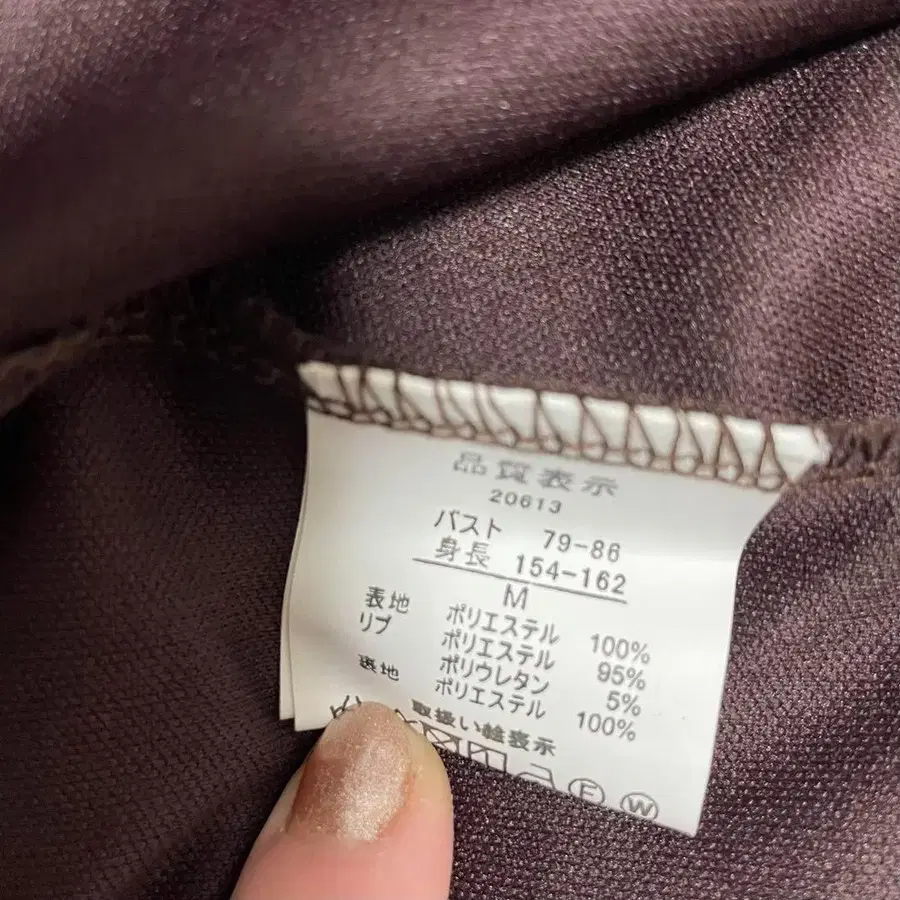 品質表示
20613
バスト 79-86
身長 154-162
M
表地 ポリエステル 100%
リブ ポリエステル 95%
ポリウレタン 5%
裏地 ポリエステル 100%
取扱い絵表示
F W